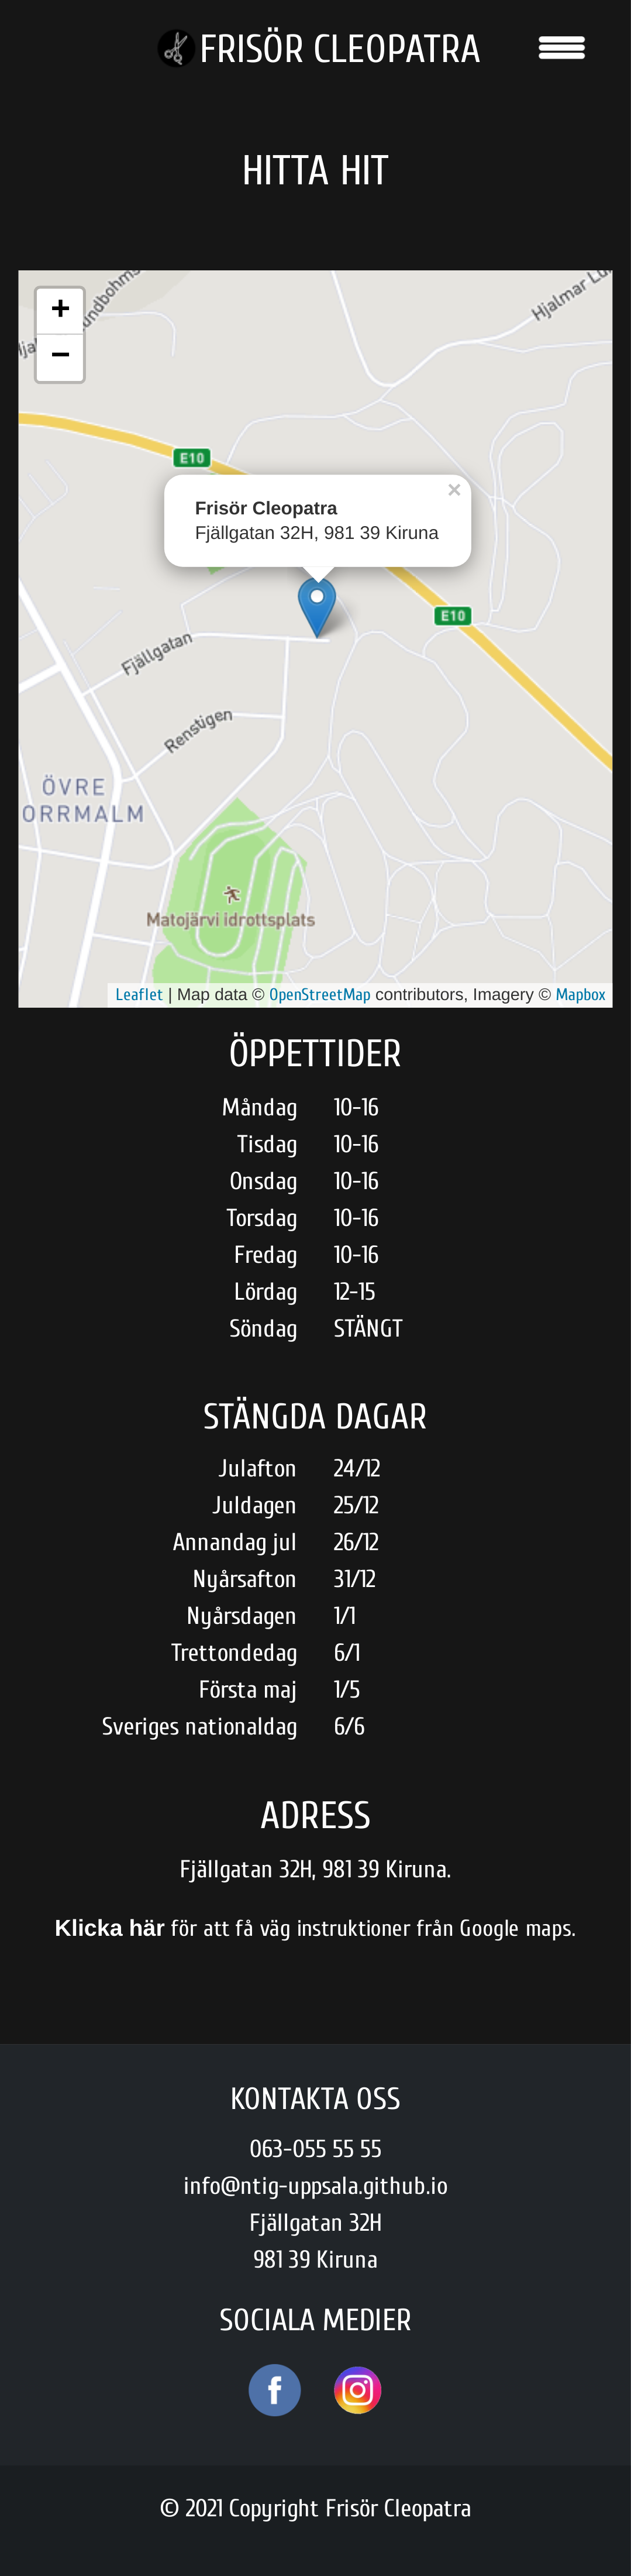 FRISÖR CLEOPATRA
HITTA HIT
+
−
Hjalmar
E10
×
Frisör Cleopatra
Fjällgatan 32H, 981 39 Kiruna
E10
Fjällgatan
Renstigen
ÖVRE
ORRMALM
Matojärvi idrottsplats
Leaflet | Map data © OpenStreetMap contributors, Imagery © Mapbox
ÖPPETTIDER
Måndag 10-16
Tisdag 10-16
Onsdag 10-16
Torsdag 10-16
Fredag 10-16
Lördag 12-15
Söndag STÄNGT
STÄNGDA DAGAR
Julafton 24/12
Juldagen 25/12
Annandag jul 26/12
Nyårsafton 31/12
Nyårsdagen 1/1
Trettondedag 6/1
Första maj 1/5
Sveriges nationaldag 6/6
ADRESS
Fjällgatan 32H, 981 39 Kiruna.
Klicka här för att få väg instruktioner från Google maps.
KONTAKTA OSS
063-055 55 55
info@ntig-uppsala.github.io
Fjällgatan 32H
981 39 Kiruna
SOCIALA MEDIER
© 2021 Copyright Frisör Cleopatra